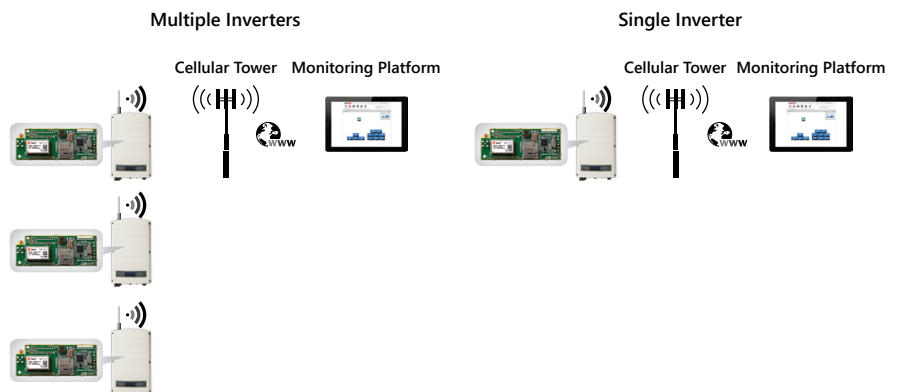 Multiple Inverters
Single Inverter
Cellular Tower Monitoring Platform
Cellular Tower Monitoring Platform
www
www